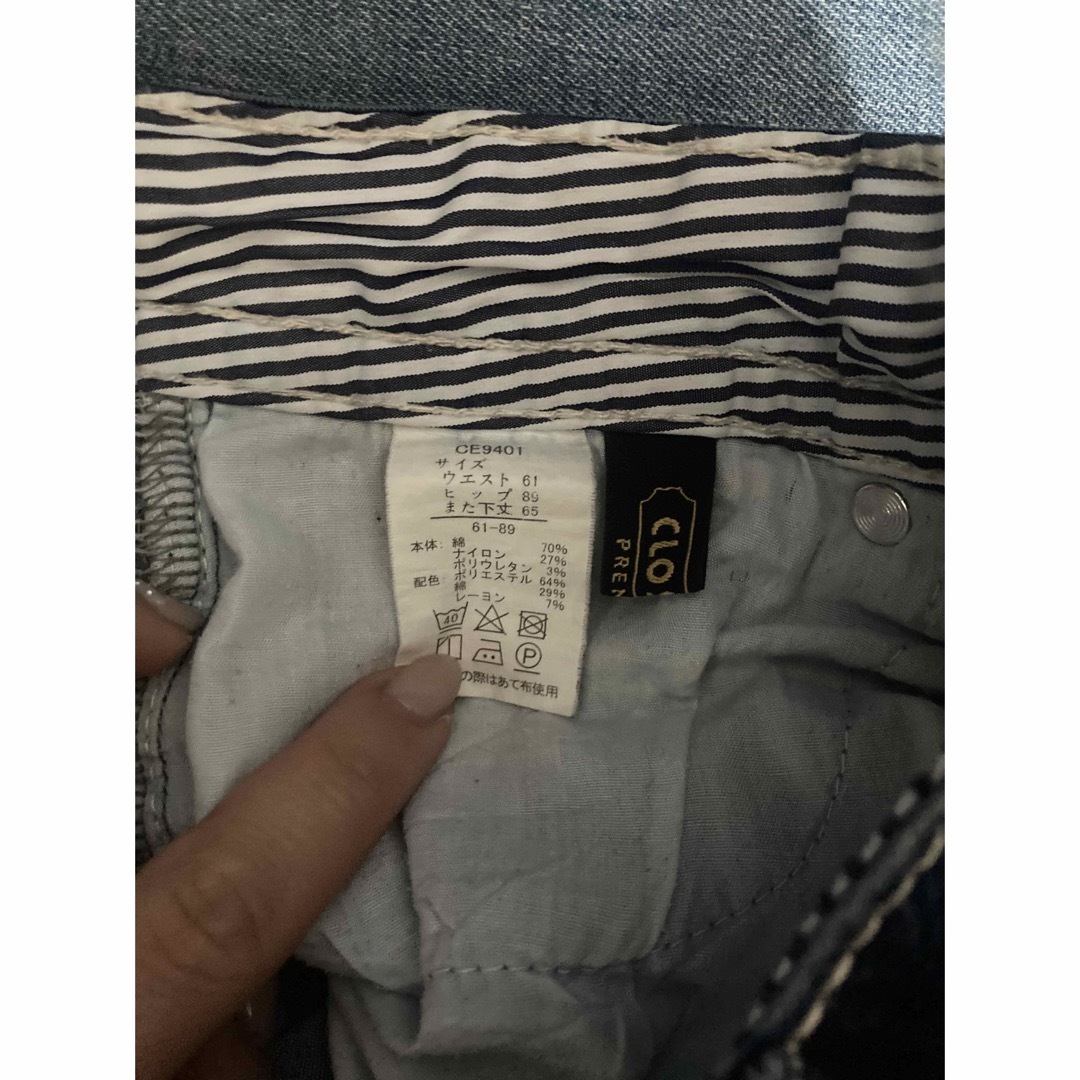 CE9401
サイズ
ウエスト 61
ヒップ 89
また下丈 65
61-89
本体: 綿 70%
ナイロン 27%
ポリウレタン 3%
配色: ポリエステル 64%
綿 29%
レーヨン 7%
40
P
の際はあて布使用
CLO
PREM